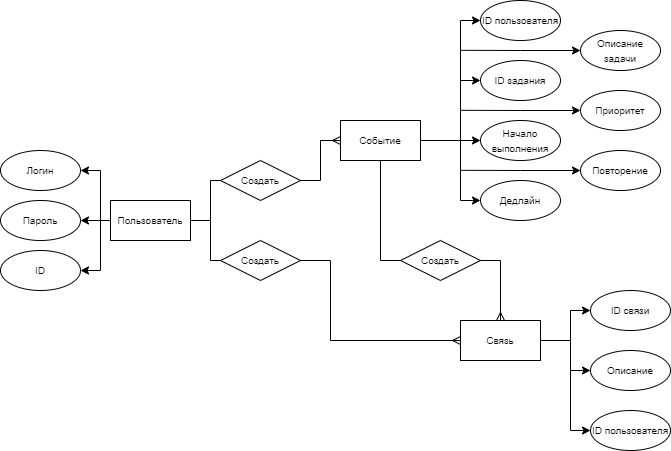 ID пользователя
Описание
задачи
ID задания
Приоритет
Начало
выполнения
Событие
Логин
Создать
Повторение
Дедлайн
Пароль
Пользователь
ID
Создать
Создать
ID связи
Связь
Описание
ID пользователя